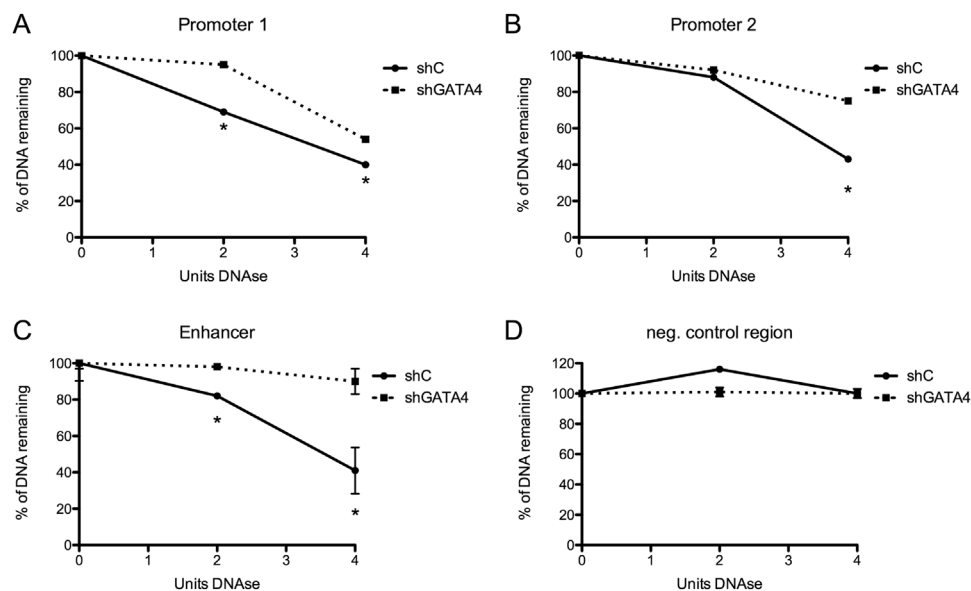 A
Promoter 1
% of DNA remaining
100
80
60
40
20
0
*
*
0 1 2 3 4
Units DNAse
shC
shGATA4
B
Promoter 2
% of DNA remaining
100
80
60
40
20
0
*
0 1 2 3 4
Units DNAse
shC
shGATA4
C
Enhancer
% of DNA remaining
100
80
60
40
20
0
*
*
0 1 2 3 4
Units DNAse
shC
shGATA4
D
neg. control region
% of DNA remaining
120
100
80
60
40
20
0
0 1 2 3 4
Units DNAse
shC
shGATA4